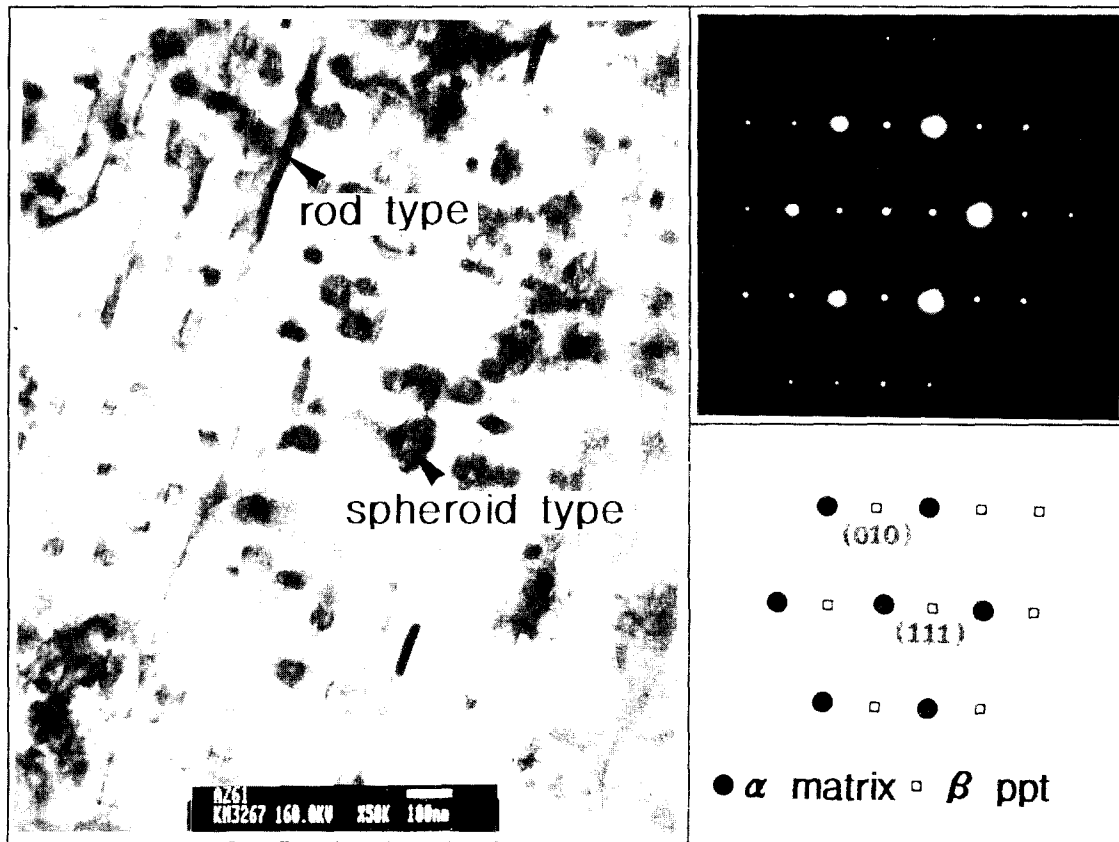 rod type
spheroid type
AZ61
KM3267 160.0KV X50K 100nm
(010)
(111)
α matrix □ β ppt